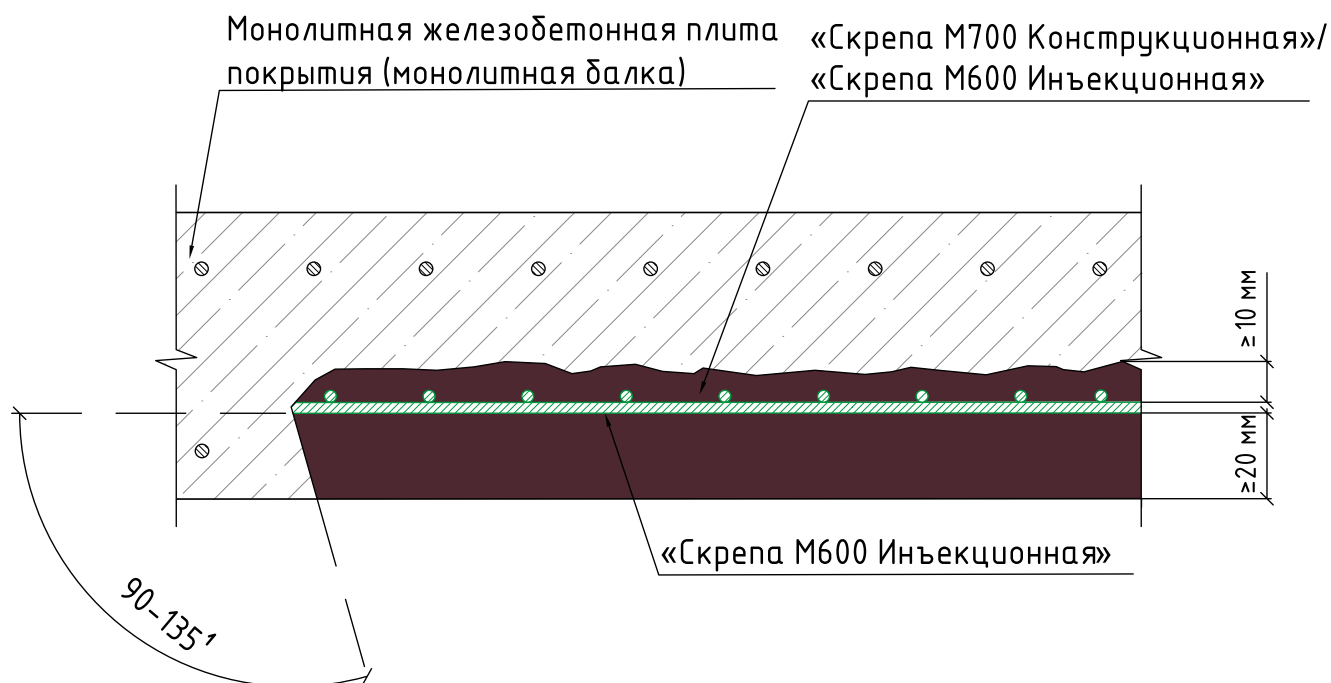 Монолитная железобетонная плита
покрытия (монолитная балка)
«Скрепа М700 Конструкционная»/
«Скрепа М600 Инъекционная»
≥10 мм
≥20 мм
«Скрепа М600 Инъекционная»
90-135¹